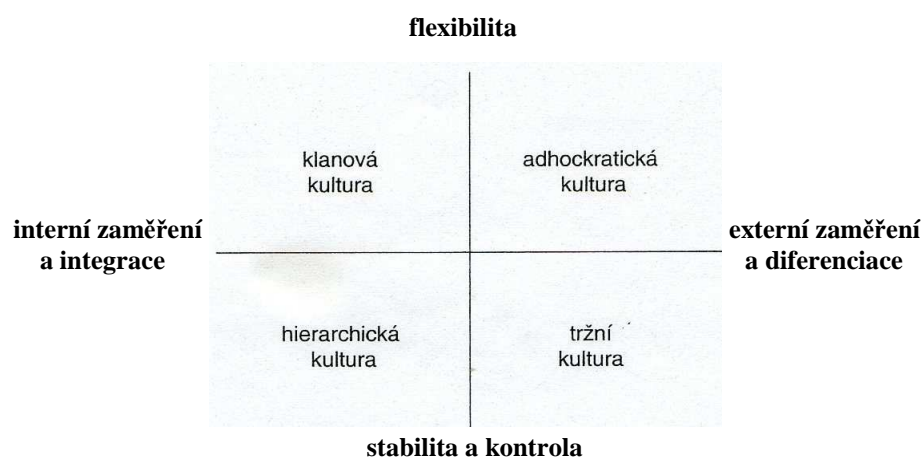 flexibilita
klanová
kultura
adhockratická
kultura
interní zaměření
a integrace
externí zaměření
a diferenciace
hierarchická
kultura
tržní
kultura
stabilita a kontrola